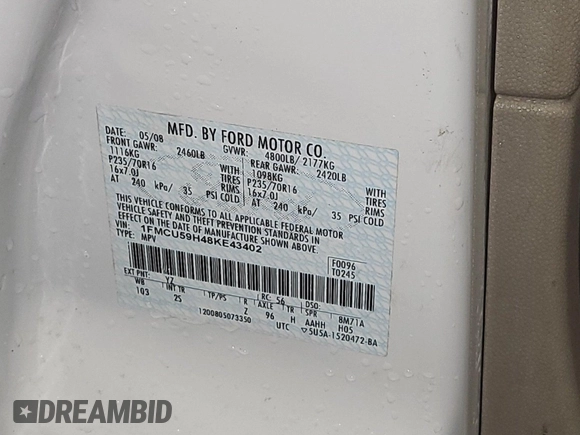 MFD. BY FORD MOTOR CO.
DATE: 05/08 GVWR: 4800LB/ 2177KG
FRONT GAWR: 2460LB REAR GAWR: 2420LB
1116KG WITH 1098KG WITH
P235/70R16 TIRES P235/70R16 TIRES
16x7.0J RIMS 16x7.0J RIMS
AT 240 kPa/ 35 PSI COLD AT 240 kPa/ 35 PSI COLD
THIS VEHICLE CONFORMS TO ALL APPLICABLE FEDERAL MOTOR
VEHICLE SAFETY AND THEFT PREVENTION STANDARDS IN
EFFECT ON THE DATE OF MANUFACTURE SHOWN ABOVE.
VIN: 1FMCU59H48KE43402
TYPE: MPV
F0096
T0245
EXT PNT: YZ RC: 56 DSO:
WB INT TR TP/PS R AXLE TR SPR 8M71A
103 25 Z 96 H AAHH H05
1200805073350 UTC 5U5A-1520472-BA
DREAMBID